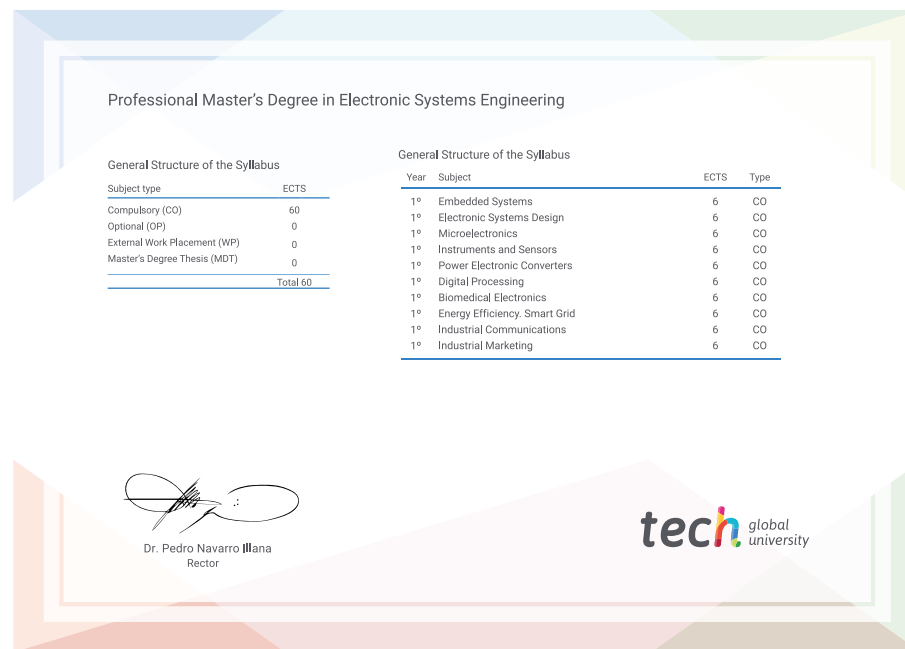 Professional Master's Degree in Electronic Systems Engineering
General Structure of the Syllabus
Subject type ECTS
Compulsory (CO) 60
Optional (OP) 0
External Work Placement (WP) 0
Master's Degree Thesis (MDT) 0
Total 60
General Structure of the Syllabus
Year Subject ECTS Type
1º Embedded Systems 6 CO
1º Electronic Systems Design 6 CO
1º Microelectronics 6 CO
1º Instruments and Sensors 6 CO
1º Power Electronic Converters 6 CO
1º Digital Processing 6 CO
1º Biomedical Electronics 6 CO
1º Energy Efficiency. Smart Grid 6 CO
1º Industrial Communications 6 CO
1º Industrial Marketing 6 CO
Dr. Pedro Navarro Illana
Rector
tech global
university